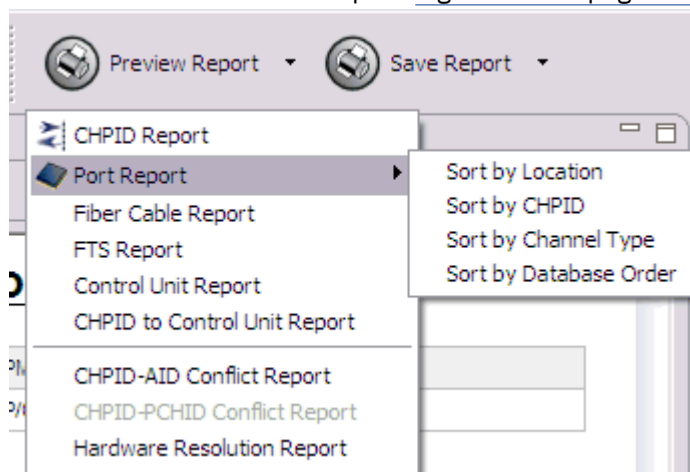 Preview Report
Save Report
CHPID Report
Port Report
Sort by Location
Sort by CHPID
Sort by Channel Type
Sort by Database Order
Fiber Cable Report
FTS Report
Control Unit Report
CHPID to Control Unit Report
CHPID-AID Conflict Report
CHPID-PCHID Conflict Report
Hardware Resolution Report